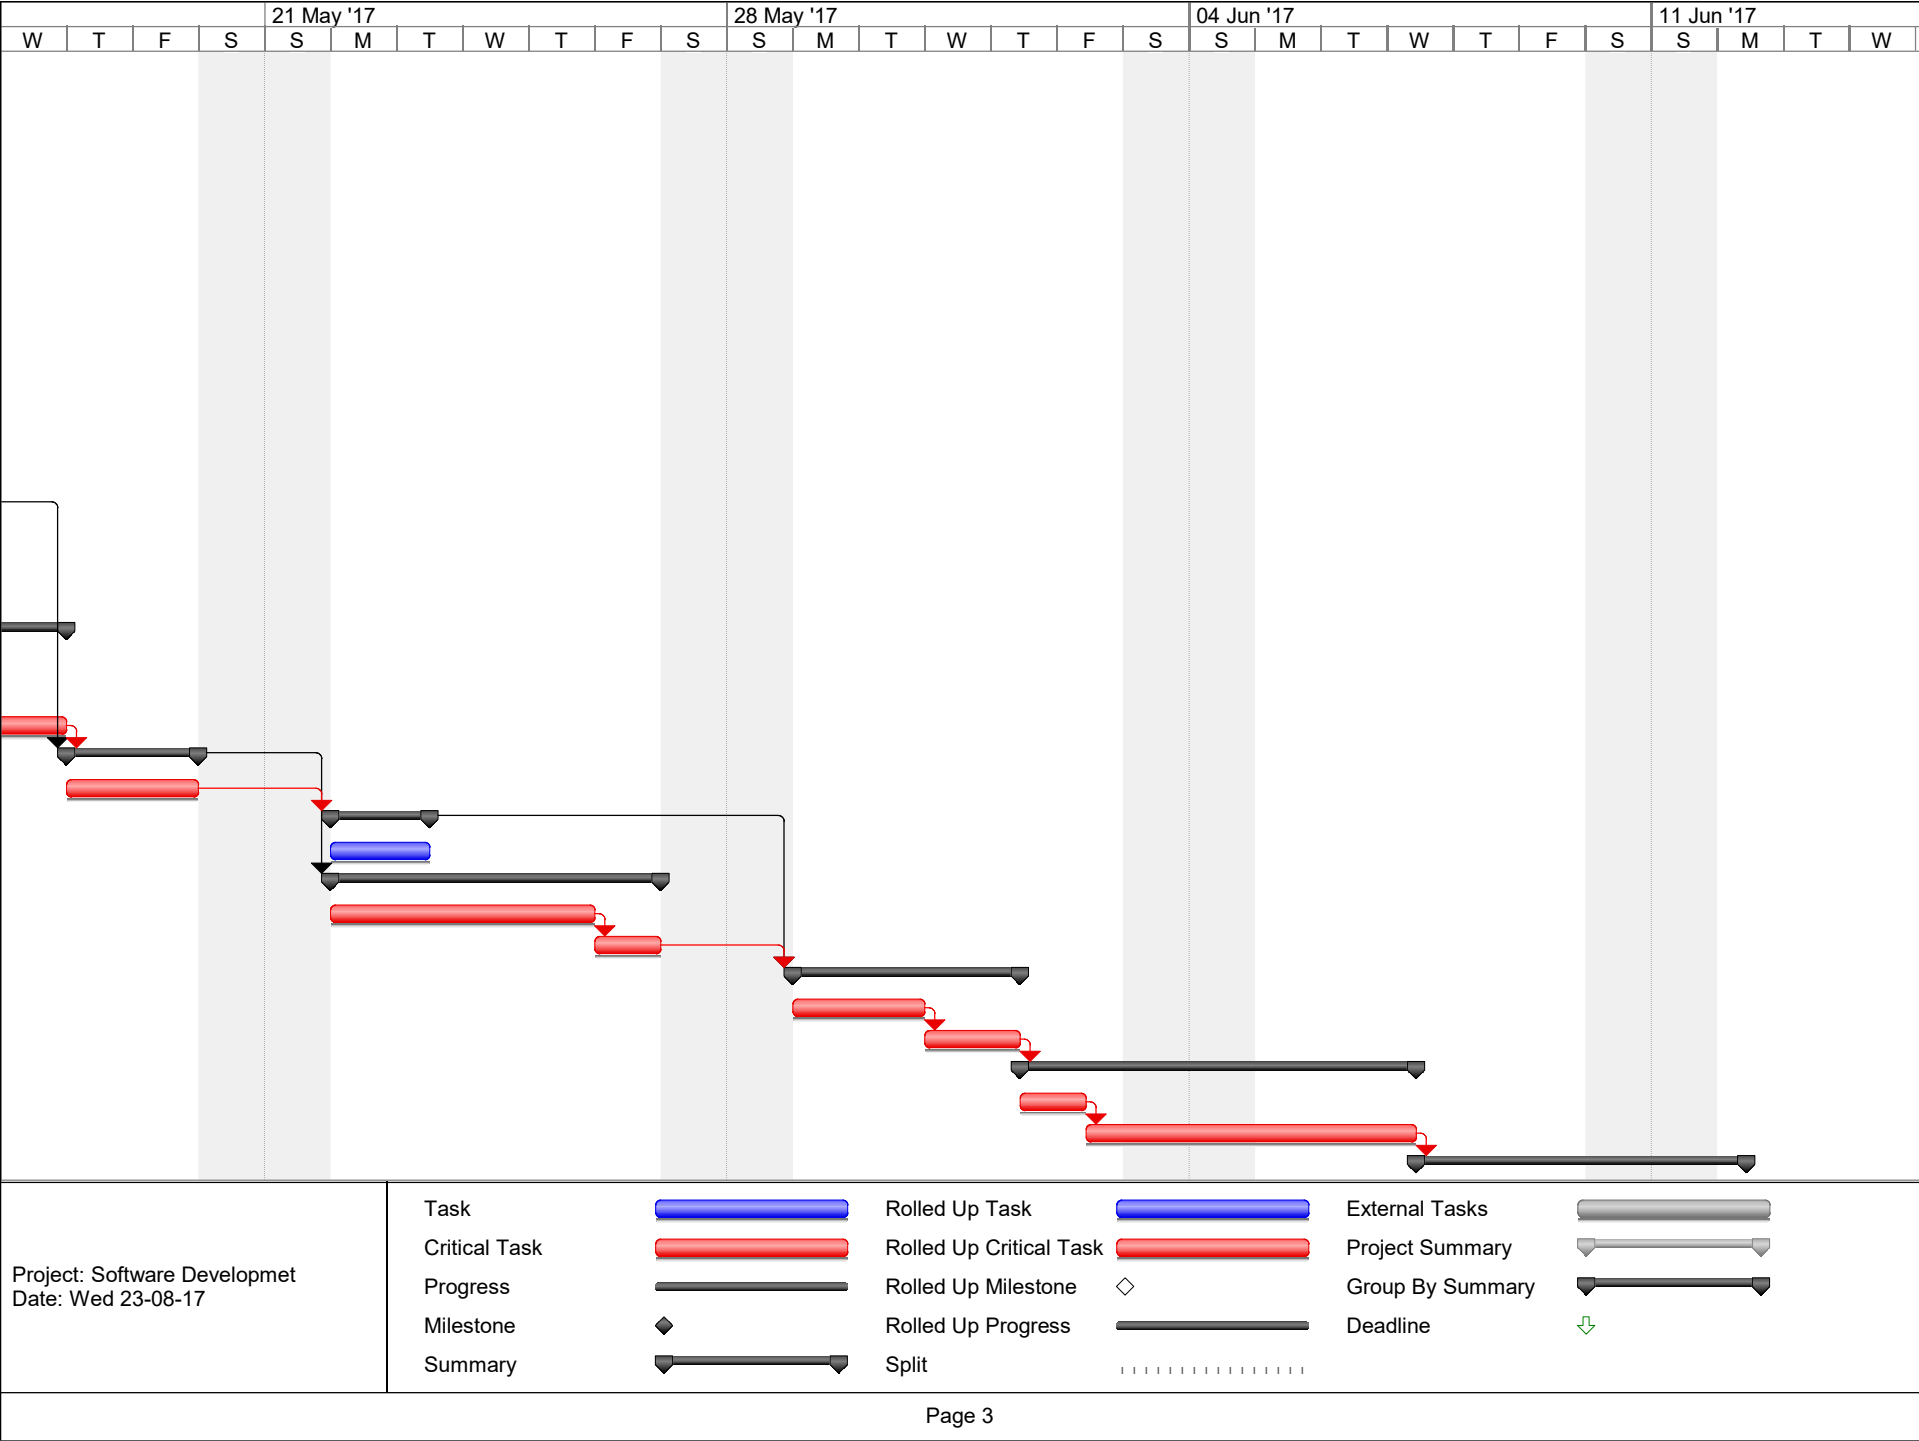 21 May '17 28 May '17 04 Jun '17 11 Jun '17
W T F S S M T W T F S S M T W T F S S M T W T F S S M T W
Project: Software Developmet
Date: Wed 23-08-17
Task Rolled Up Task External Tasks
Critical Task Rolled Up Critical Task Project Summary
Progress Rolled Up Milestone Group By Summary
Milestone Rolled Up Progress Deadline
Summary Split
Page 3